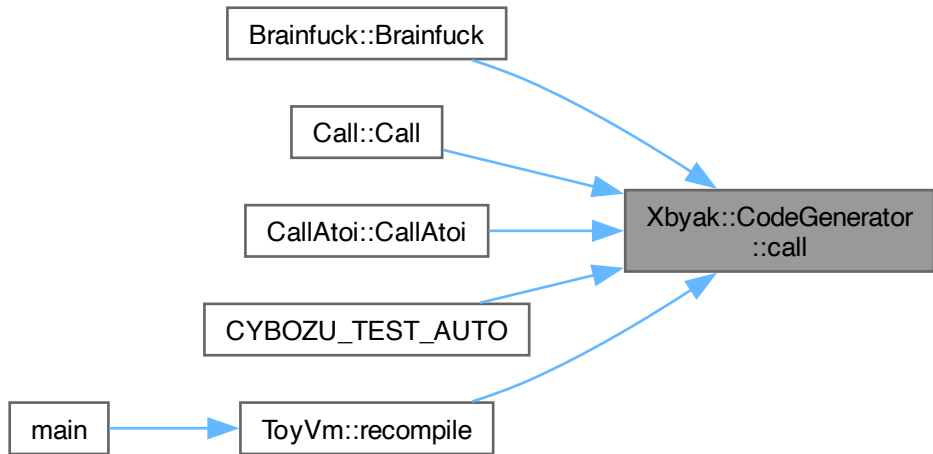 Brainfuck::Brainfuck
Call::Call
CallAtoi::CallAtoi
CYBOZU_TEST_AUTO
main
ToyVm::recompile
Xbyak::CodeGenerator
::call